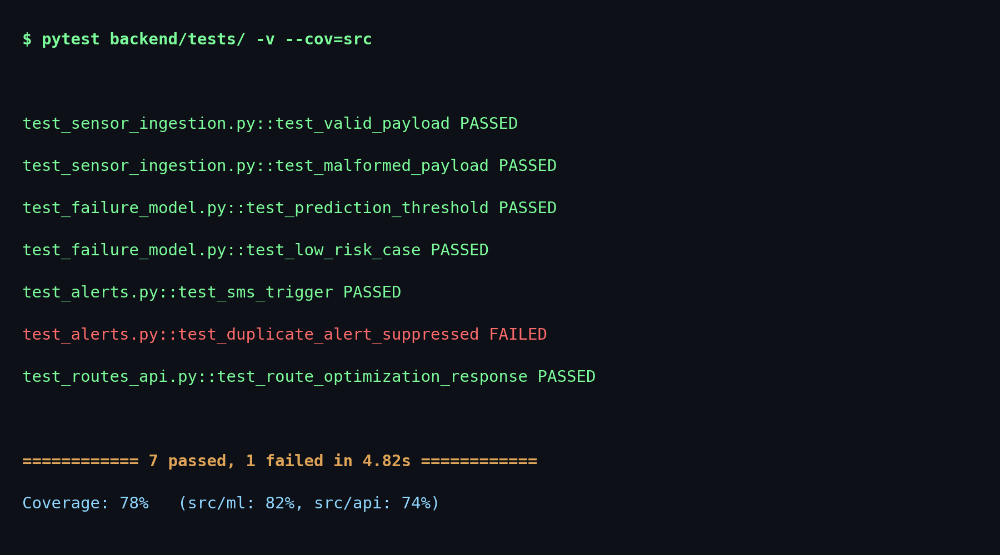 $ pytest backend/tests/ -v --cov=src
test_sensor_ingestion.py::test_valid_payload PASSED
test_sensor_ingestion.py::test_malformed_payload PASSED
test_failure_model.py::test_prediction_threshold PASSED
test_failure_model.py::test_low_risk_case PASSED
test_alerts.py::test_sms_trigger PASSED
test_alerts.py::test_duplicate_alert_suppressed FAILED
test_routes_api.py::test_route_optimization_response PASSED
============ 7 passed, 1 failed in 4.82s ============
Coverage: 78%   (src/ml: 82%, src/api: 74%)